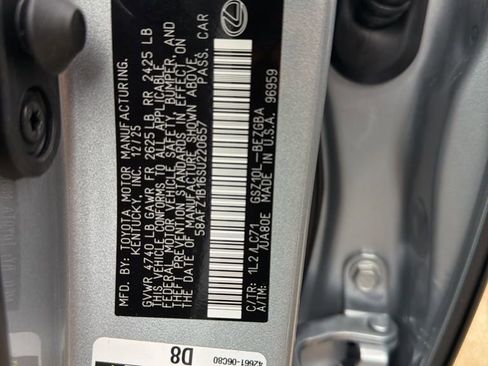 MFD. BY: TOYOTA MOTOR MANUFACTURING,
KENTUCKY, INC. 12/25
GVWR 4740 LB GAWR FR 2625 LB RR 2425 LB
THIS VEHICLE CONFORMS TO ALL APPLICABLE
FEDERAL MOTOR VEHICLE SAFETY, BUMPER, AND
THEFT PREVENTION STANDARDS IN EFFECT ON
THE DATE OF MANUFACTURE SHOWN ABOVE.
58AFZ1B16SU220657 PASS. CAR
C/TR: 1L2 /LC71 GSZ10L-BEZGBA
A/TM: /UA80E MADE IN U.S.A. 96959
42661-06C80
D8